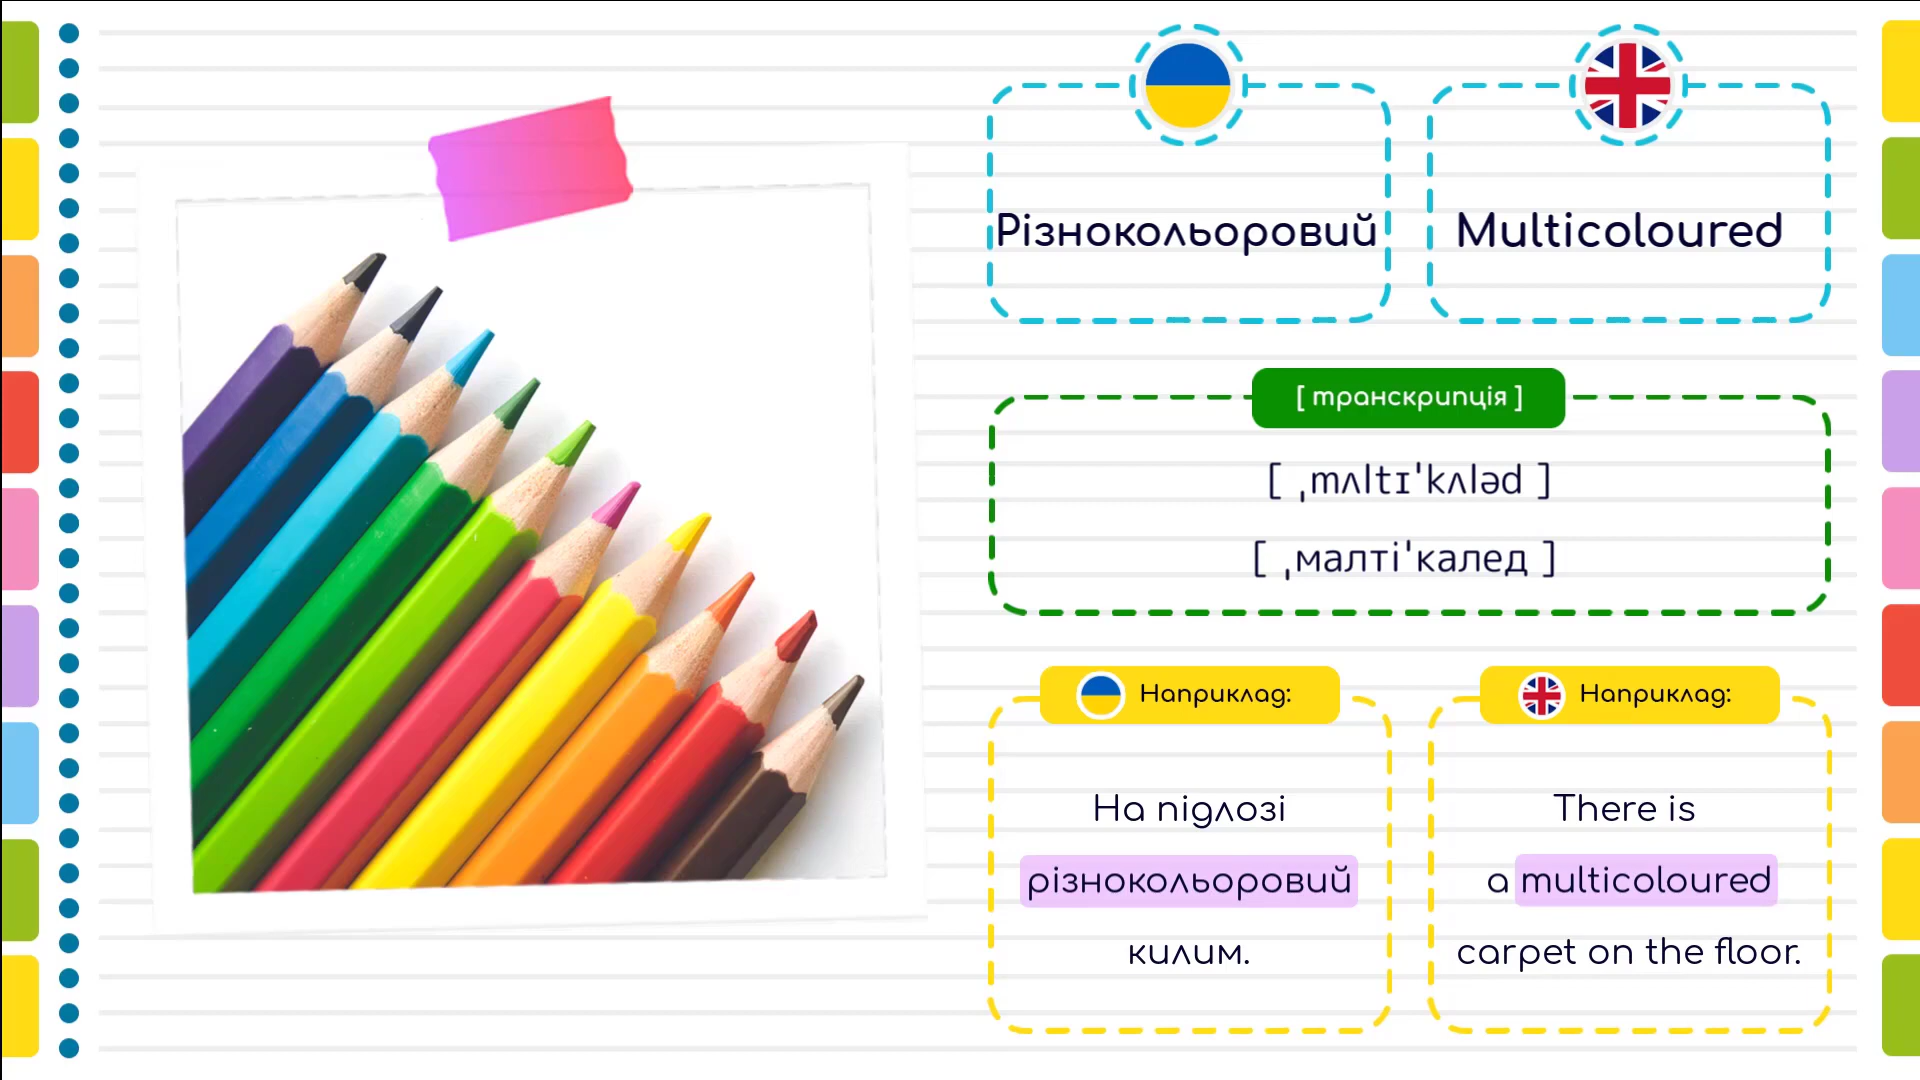 Різнокольоровий
Multicoloured
[ транскрипція ]
[ ˌmʌltɪˈkʌləd ]
[ ˌмалтіˈкалед ]
Наприклад:
На підлозі
різнокольоровий
килим.
Наприклад:
There is
a multicoloured
carpet on the floor.